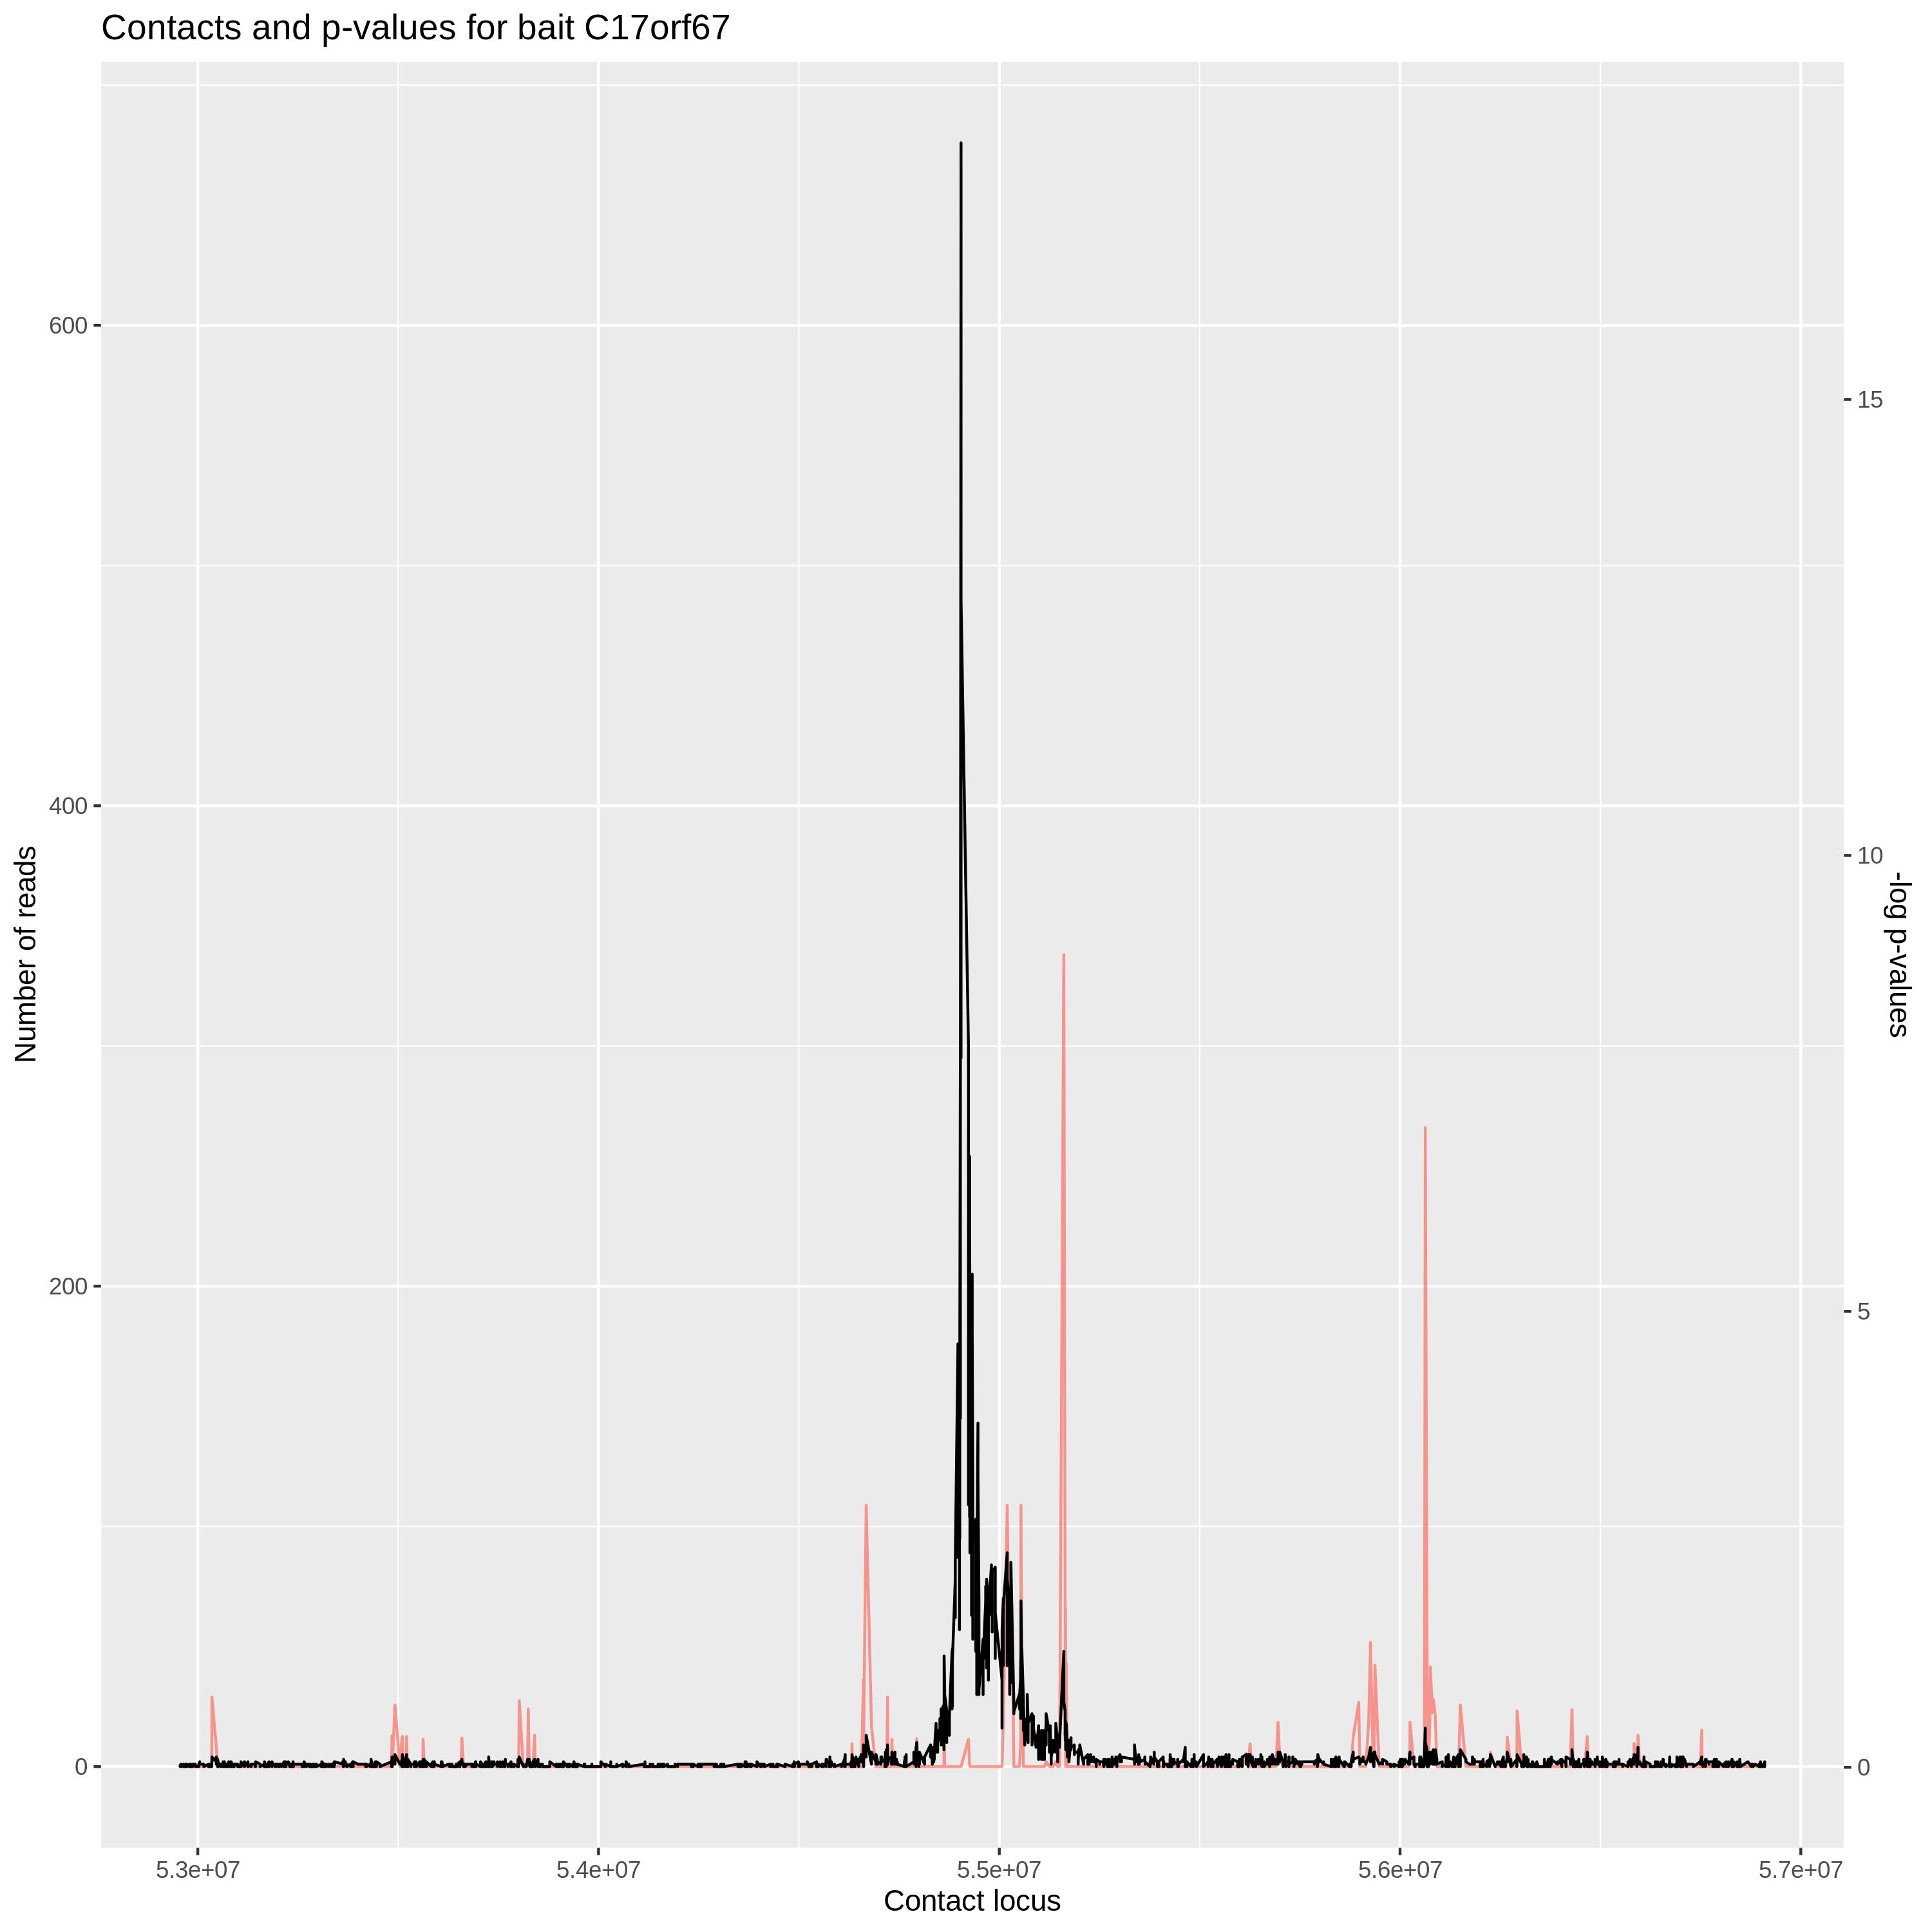 Contacts and p-values for bait C17orf67
600
400
200
0
Number of reads
15
10
5
0
-log p-values
5.3e+07 5.4e+07 5.5e+07 5.6e+07 5.7e+07
Contact locus